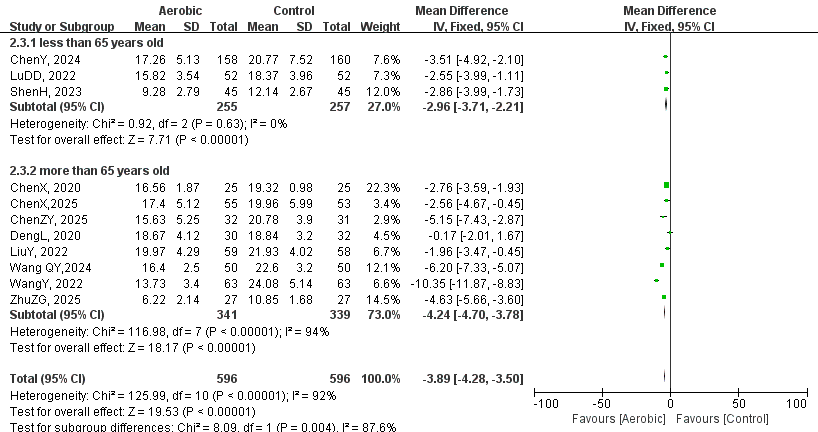 Aerobic Control Mean Difference Mean Difference
Study or Subgroup Mean SD Total Mean SD Total Weight IV, Fixed, 95% CI IV, Fixed, 95% CI
2.3.1 less than 65 years old
ChenY, 2024 17.26 5.13 158 20.77 7.52 160 7.6% -3.51 [-4.92, -2.10]
LuDD, 2022 15.82 3.54 52 18.37 3.96 52 7.3% -2.55 [-3.99, -1.11]
ShenH, 2023 9.28 2.79 45 12.14 2.67 45 12.0% -2.86 [-3.99, -1.73]
Subtotal (95% CI) 255 257 27.0% -2.96 [-3.71, -2.21]
Heterogeneity: Chi² = 0.92, df = 2 (P = 0.63); I² = 0%
Test for overall effect: Z = 7.71 (P < 0.00001)
2.3.2 more than 65 years old
ChenX, 2020 16.56 1.87 25 19.32 0.98 25 22.3% -2.76 [-3.59, -1.93]
ChenX,2025 17.4 5.12 55 19.96 5.99 53 3.4% -2.56 [-4.67, -0.45]
ChenZY, 2025 15.63 5.25 32 20.78 3.9 31 2.9% -5.15 [-7.43, -2.87]
DengL, 2020 18.67 4.12 30 18.84 3.2 32 4.5% -0.17 [-2.01, 1.67]
LiuY, 2022 19.97 4.29 59 21.93 4.02 58 6.7% -1.96 [-3.47, -0.45]
Wang QY,2024 16.4 2.5 50 22.6 3.2 50 12.1% -6.20 [-7.33, -5.07]
WangY, 2022 13.73 3.4 63 24.08 5.14 63 6.6% -10.35 [-11.87, -8.83]
ZhuZG, 2025 6.22 2.14 27 10.85 1.68 27 14.5% -4.63 [-5.66, -3.60]
Subtotal (95% CI) 341 339 73.0% -4.24 [-4.70, -3.78]
Heterogeneity: Chi² = 116.98, df = 7 (P < 0.00001); I² = 94%
Test for overall effect: Z = 18.17 (P < 0.00001)
Total (95% CI) 596 596 100.0% -3.89 [-4.28, -3.50]
Heterogeneity: Chi² = 125.99, df = 10 (P < 0.00001); I² = 92%
Test for overall effect: Z = 19.53 (P < 0.00001)
Test for subgroup differences: Chi² = 8.09, df = 1 (P = 0.004), I² = 87.6%
-100 -50 0 50 100
Favours [Aerobic] Favours [Control]